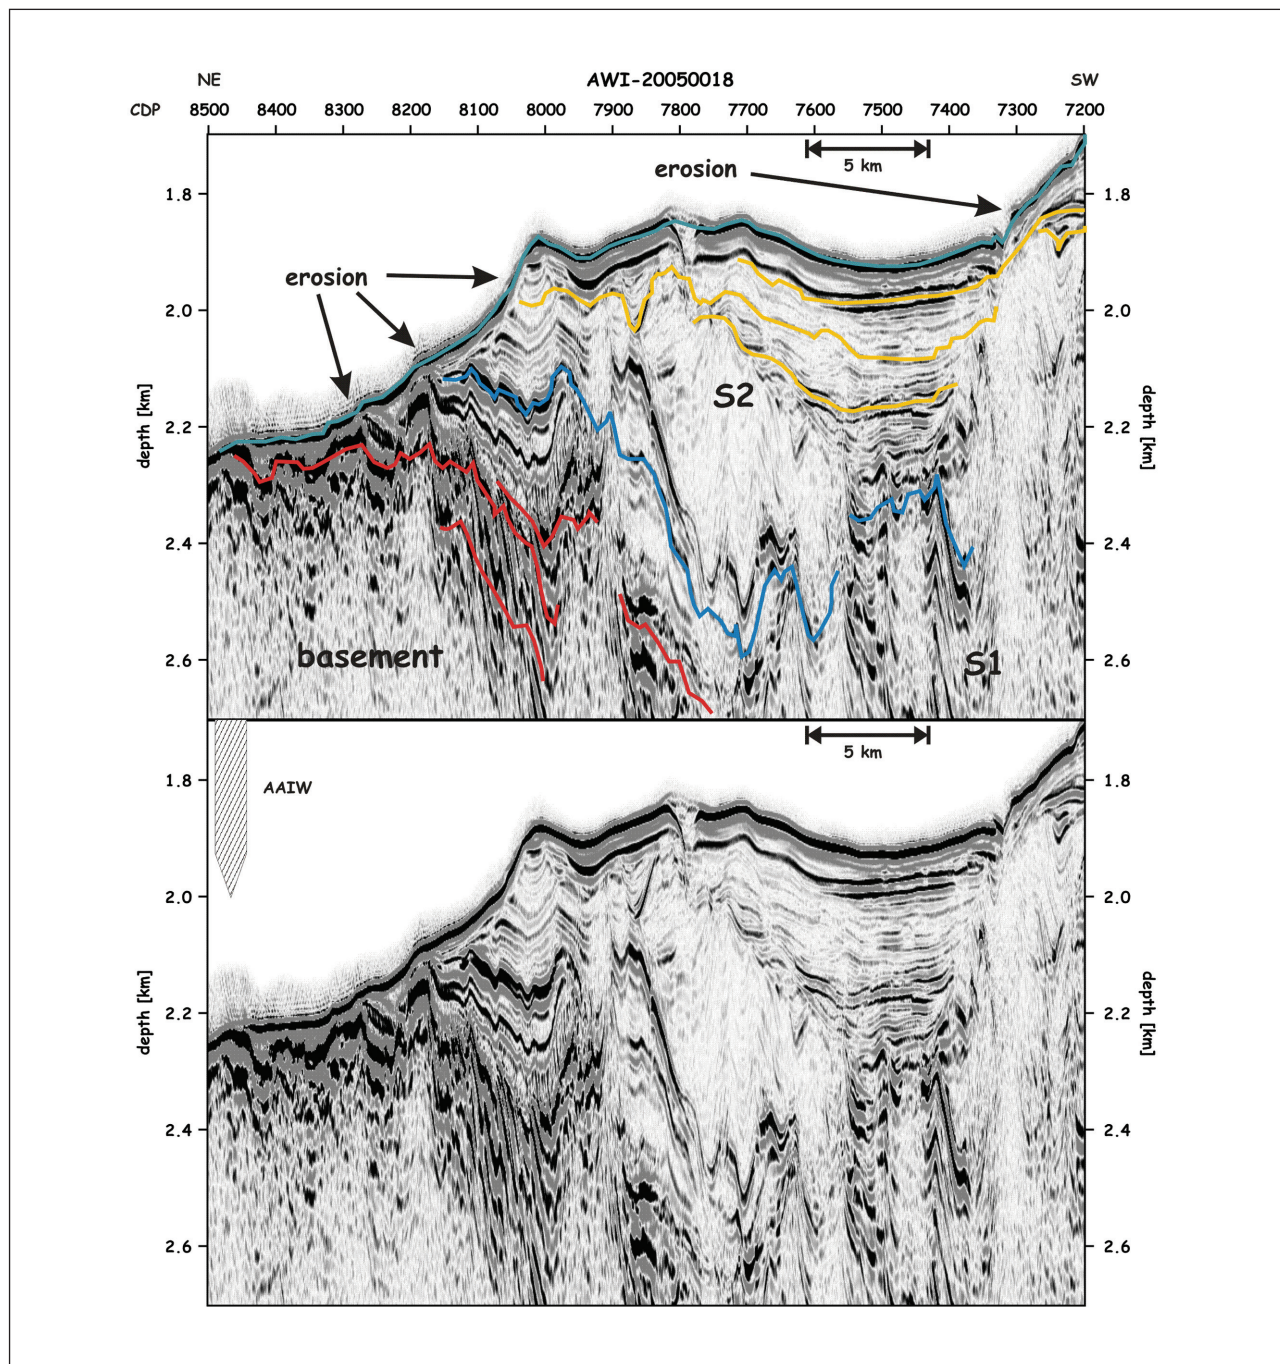 NE AWI-20050018 SW
CDP 8500 8400 8300 8200 8100 8000 7900 7800 7700 7600 7500 7400 7300 7200
5 km
erosion
1.8 1.8
erosion
2.0 2.0
S2
depth [km] depth [km]
2.2 2.2
2.4 2.4
basement S1
2.6 2.6
5 km
1.8 AAIW 1.8
2.0 2.0
depth [km] depth [km]
2.2 2.2
2.4 2.4
2.6 2.6